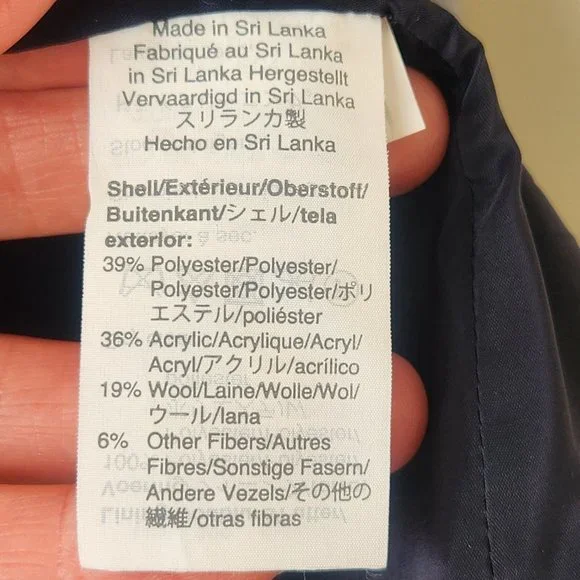 Made in Sri Lanka
Fabriqué au Sri Lanka
in Sri Lanka Hergestellt
Vervaardigd in Sri Lanka
スリランカ製
Hecho en Sri Lanka
Shell/Extérieur/Oberstoff/
Buitenkant/シェル/tela
exterior:
39% Polyester/Polyester/
Polyester/Polyester/ポリ
エステル/poliéster
36% Acrylic/Acrylique/Acryl/
Acryl/アクリル/acrílico
19% Wool/Laine/Wolle/Wol/
ウール/lana
6% Other Fibers/Autres
Fibres/Sonstige Fasern/
Andere Vezels/その他の
繊維/otras fibras